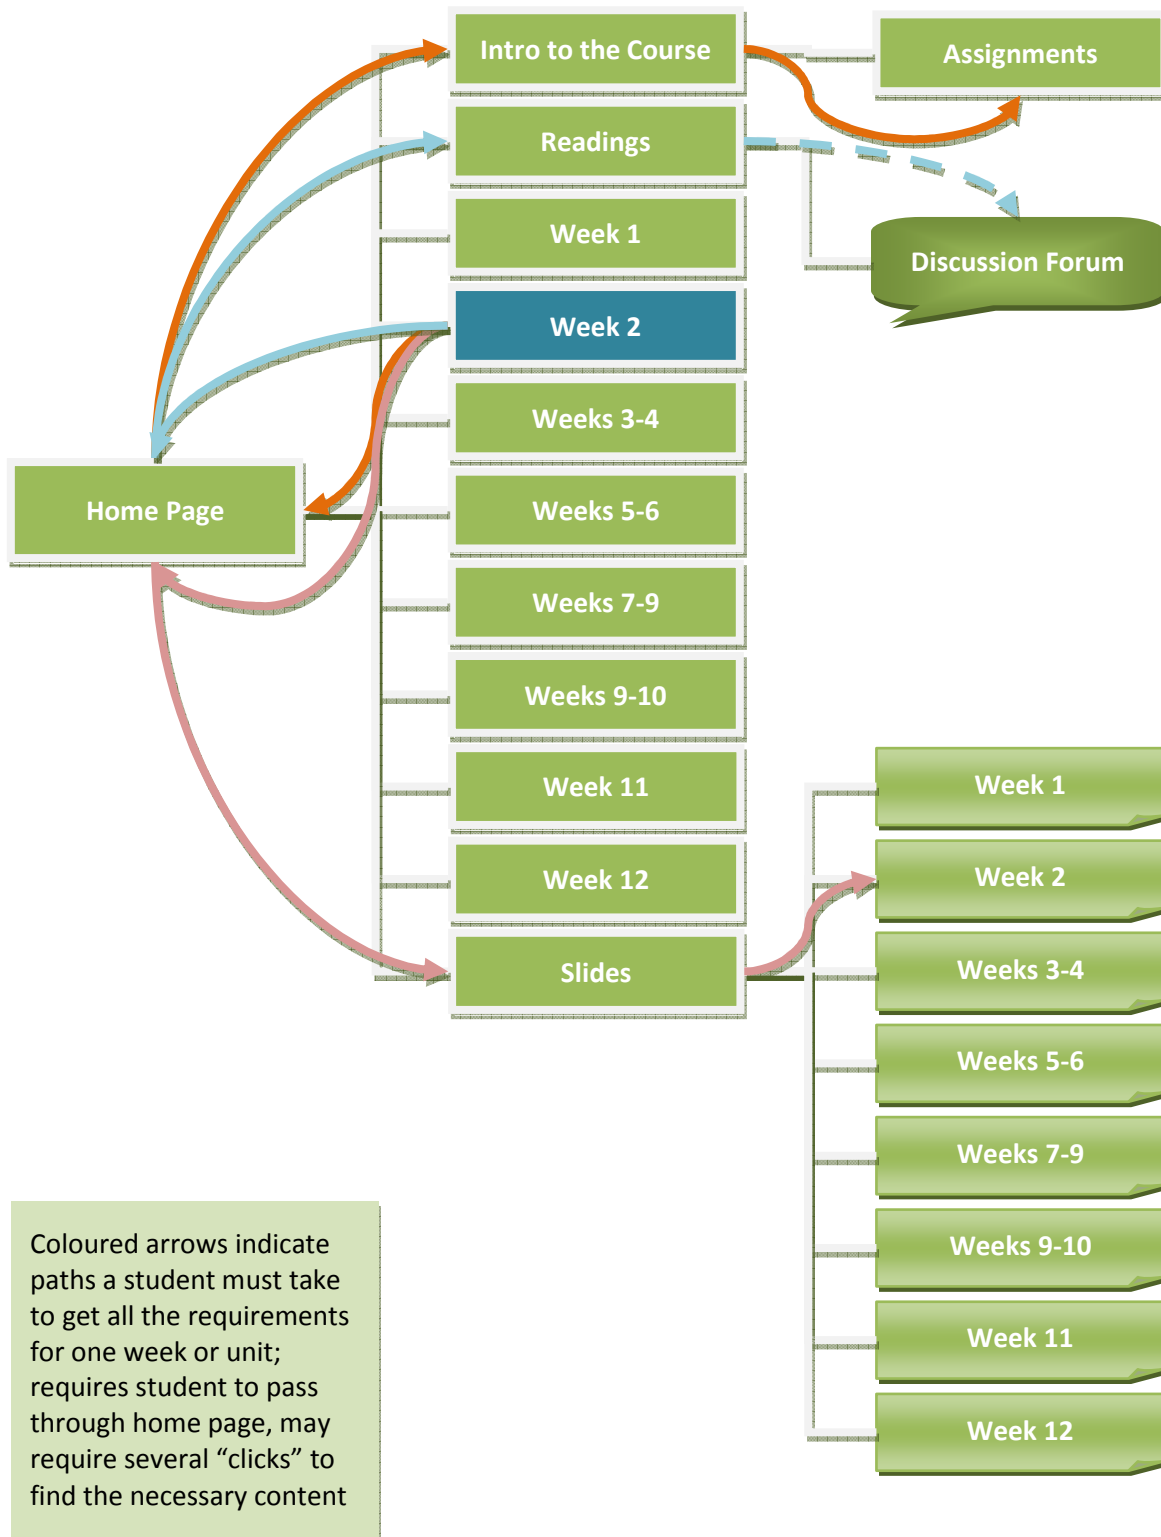 Intro to the Course
Assignments
Readings
Week 1
Discussion Forum
Week 2
Weeks 3-4
Home Page
Weeks 5-6
Weeks 7-9
Weeks 9-10
Week 11
Week 12
Slides
Week 1
Week 2
Weeks 3-4
Weeks 5-6
Weeks 7-9
Weeks 9-10
Week 11
Week 12
Coloured arrows indicate
paths a student must take
to get all the requirements
for one week or unit;
requires student to pass
through home page, may
require several “clicks” to
find the necessary content